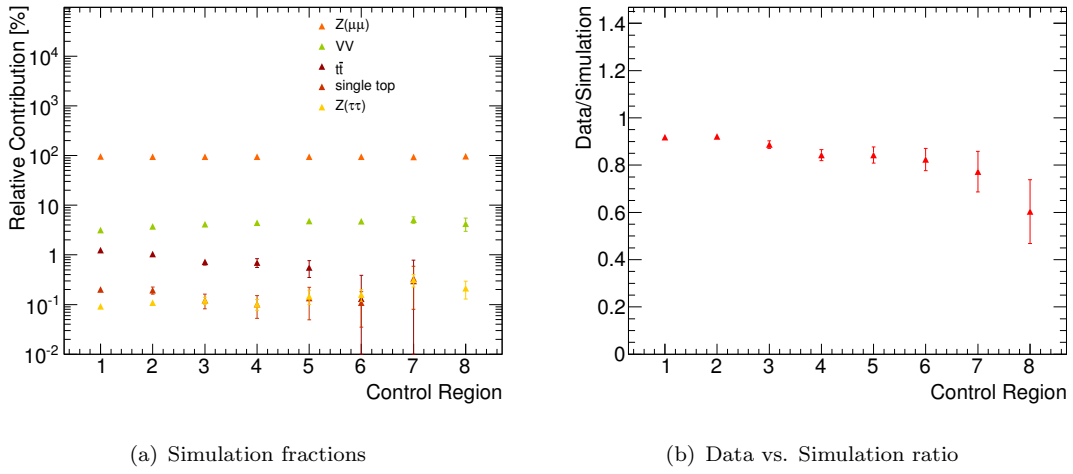 Relative Contribution [%]
10⁴
10³
10²
10
1
10⁻¹
10⁻²
1 2 3 4 5 6 7 8
Control Region
Z(μμ)
VV
tt̄
single top
Z(ττ)
Data/Simulation
1.4
1.2
1
0.8
0.6
0.4
0.2
0
1 2 3 4 5 6 7 8
Control Region
(a) Simulation fractions
(b) Data vs. Simulation ratio